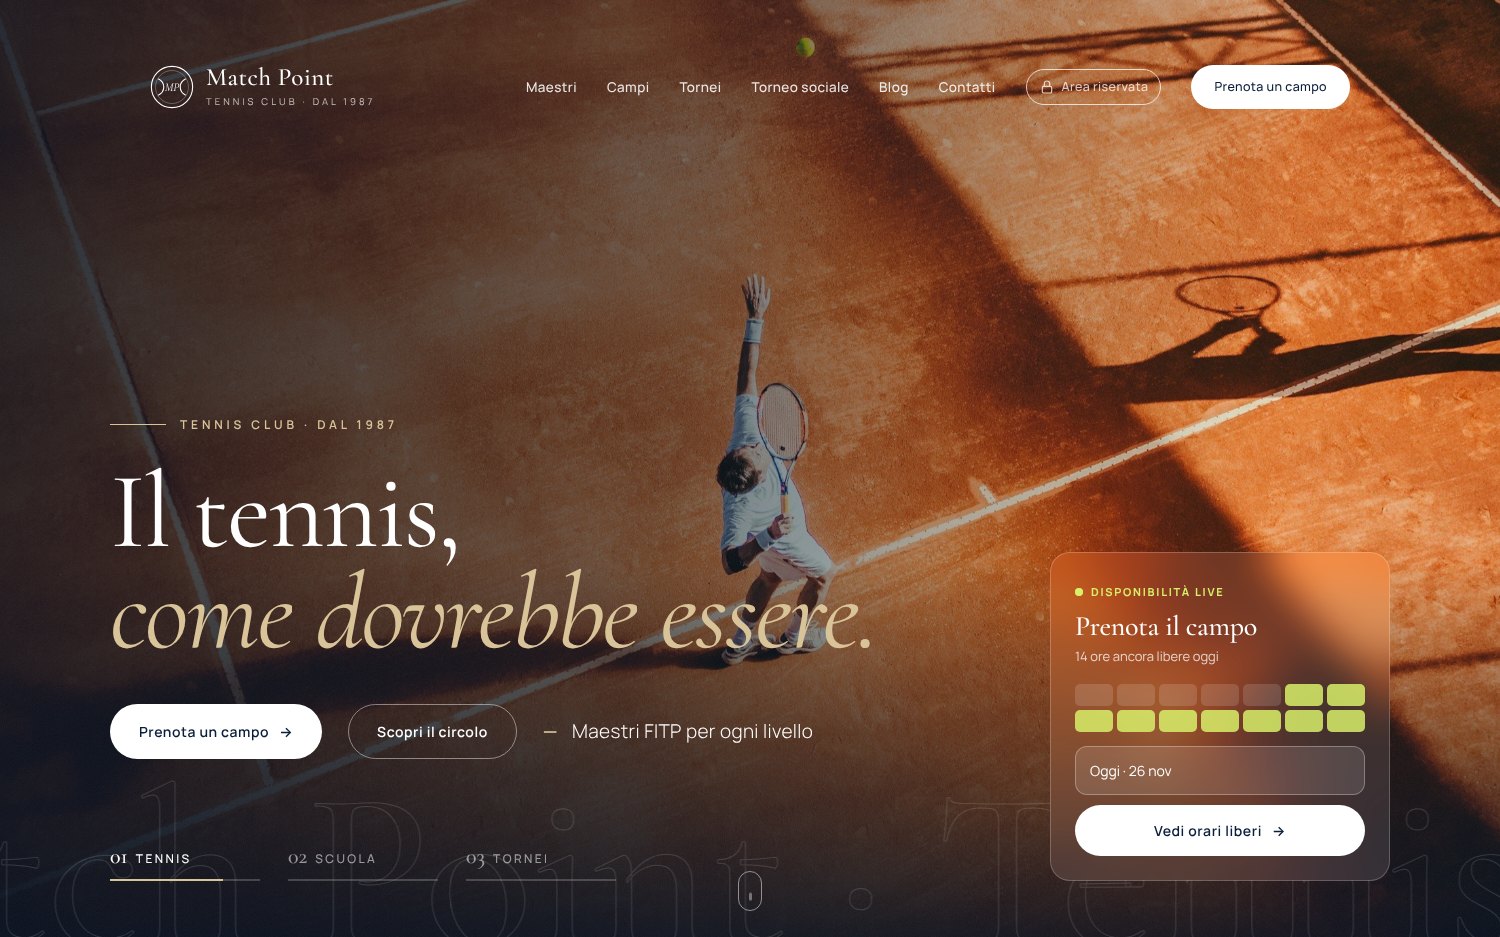 MP
Match Point
TENNIS CLUB · DAL 1987
Maestri
Campi
Tornei
Torneo sociale
Blog
Contatti
Area riservata
Prenota un campo
TENNIS CLUB · DAL 1987
Il tennis,
come dovrebbe essere.
Prenota un campo →
Scopri il circolo
— Maestri FITP per ogni livello
DISPONIBILITÀ LIVE
Prenota il campo
14 ore ancora libere oggi
Oggi · 26 nov
Vedi orari liberi →
01 TENNIS
02 SCUOLA
03 TORNEI
tch Point · Tennis